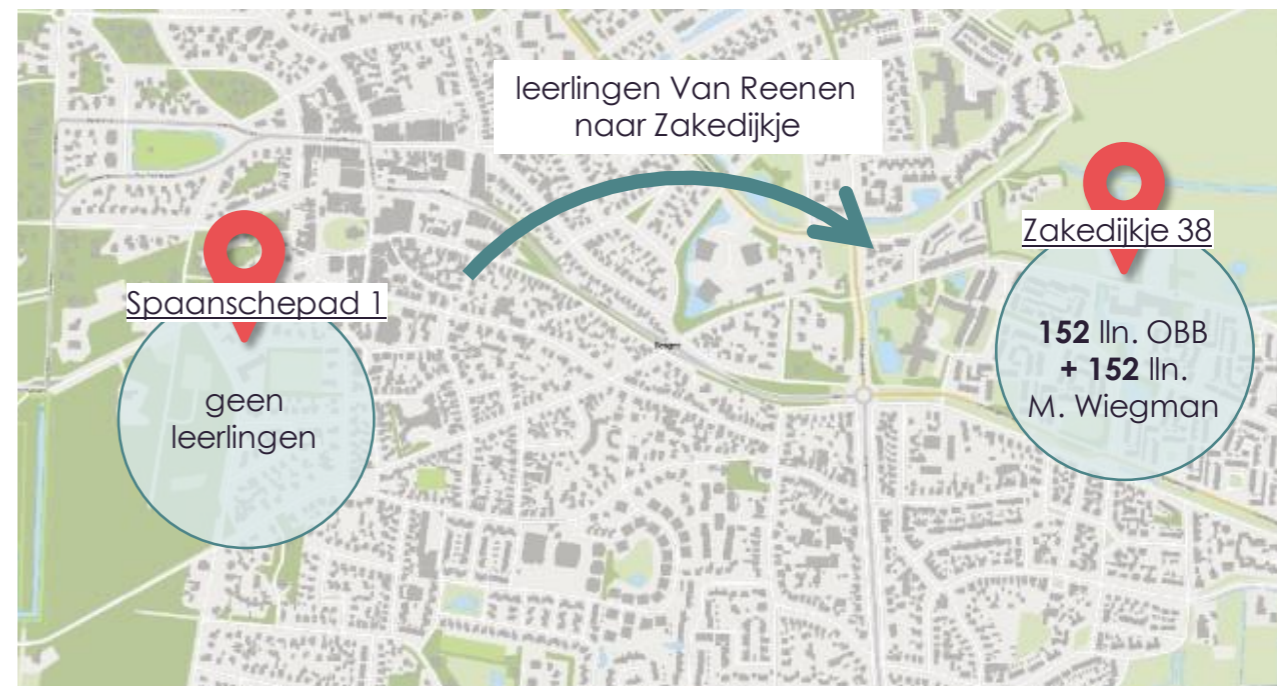 leerlingen Van Reenen
naar Zakedijkje
Spaanschepad 1
geen
leerlingen
Zakedijkje 38
152 lln. OBB
+ 152 lln.
M. Wiegman